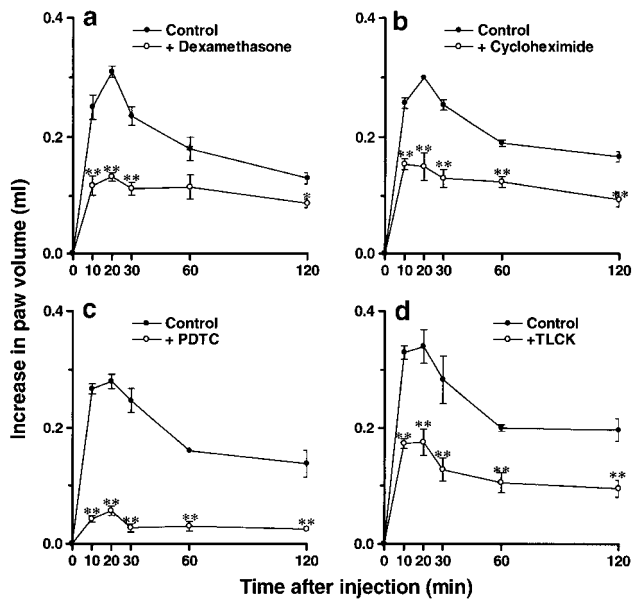 a
Control
+ Dexamethasone
0.4
0.2
0.0
**
**
**
*
0 10 20 30 60 120
b
Control
+ Cycloheximide
0.4
0.2
0.0
**
**
**
**
**
0 10 20 30 60 120
c
Control
+ PDTC
0.4
0.2
0.0
**
**
**
**
**
0 10 20 30 60 120
d
Control
+TLCK
0.4
0.2
0.0
**
**
**
**
**
0 10 20 30 60 120
Increase in paw volume (ml)
Time after injection (min)